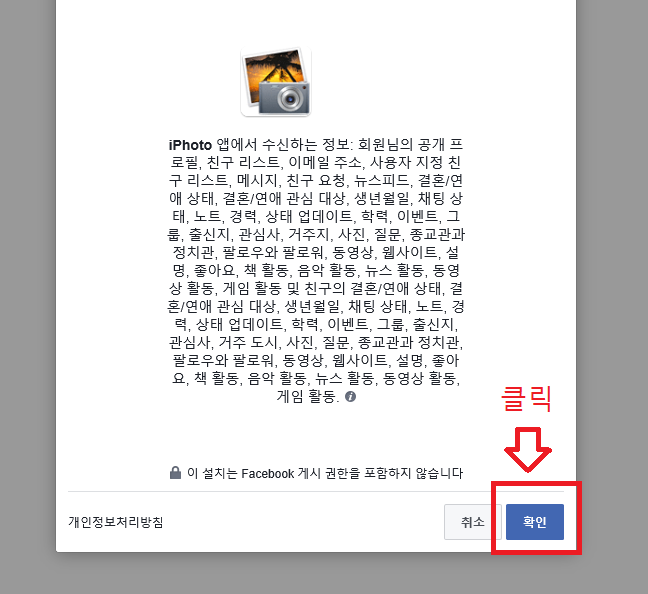 iPhoto 앱에서 수신하는 정보: 회원님의 공개 프
로필, 친구 리스트, 이메일 주소, 사용자 지정 친
구 리스트, 메시지, 친구 요청, 뉴스피드, 결혼/연
애 상태, 결혼/연애 관심 대상, 생년월일, 채팅 상
태, 노트, 경력, 상태 업데이트, 학력, 이벤트, 그
룹, 출신지, 관심사, 거주지, 사진, 질문, 종교관과
정치관, 팔로우와 팔로워, 동영상, 웹사이트, 설
명, 좋아요, 책 활동, 음악 활동, 뉴스 활동, 동영
상 활동, 게임 활동 및 친구의 결혼/연애 상태, 결
혼/연애 관심 대상, 생년월일, 채팅 상태, 노트, 경
력, 상태 업데이트, 학력, 이벤트, 그룹, 출신지,
관심사, 거주 도시, 사진, 질문, 종교관과 정치관,
팔로우와 팔로워, 동영상, 웹사이트, 설명, 좋아
요, 책 활동, 음악 활동, 뉴스 활동, 동영상 활동,
게임 활동.
클릭
이 설치는 Facebook 게시 권한을 포함하지 않습니다
개인정보처리방침
취소
확인